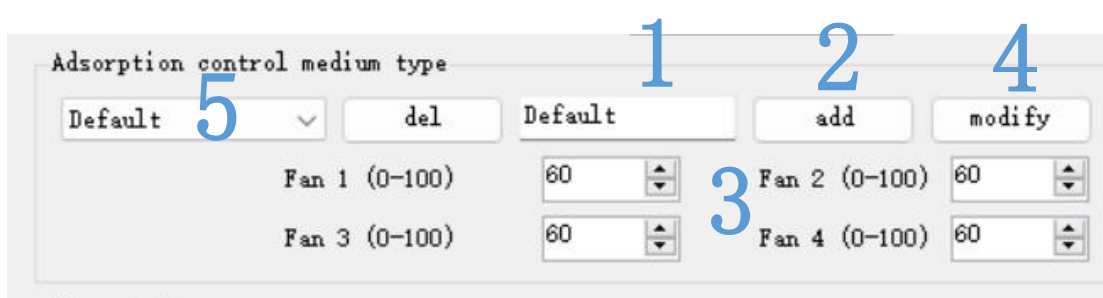 Adsorption control medium type
1 2 4
Default 5 del Default add modify
Fan 1 (0-100) 60 3 Fan 2 (0-100) 60
Fan 3 (0-100) 60 Fan 4 (0-100) 60